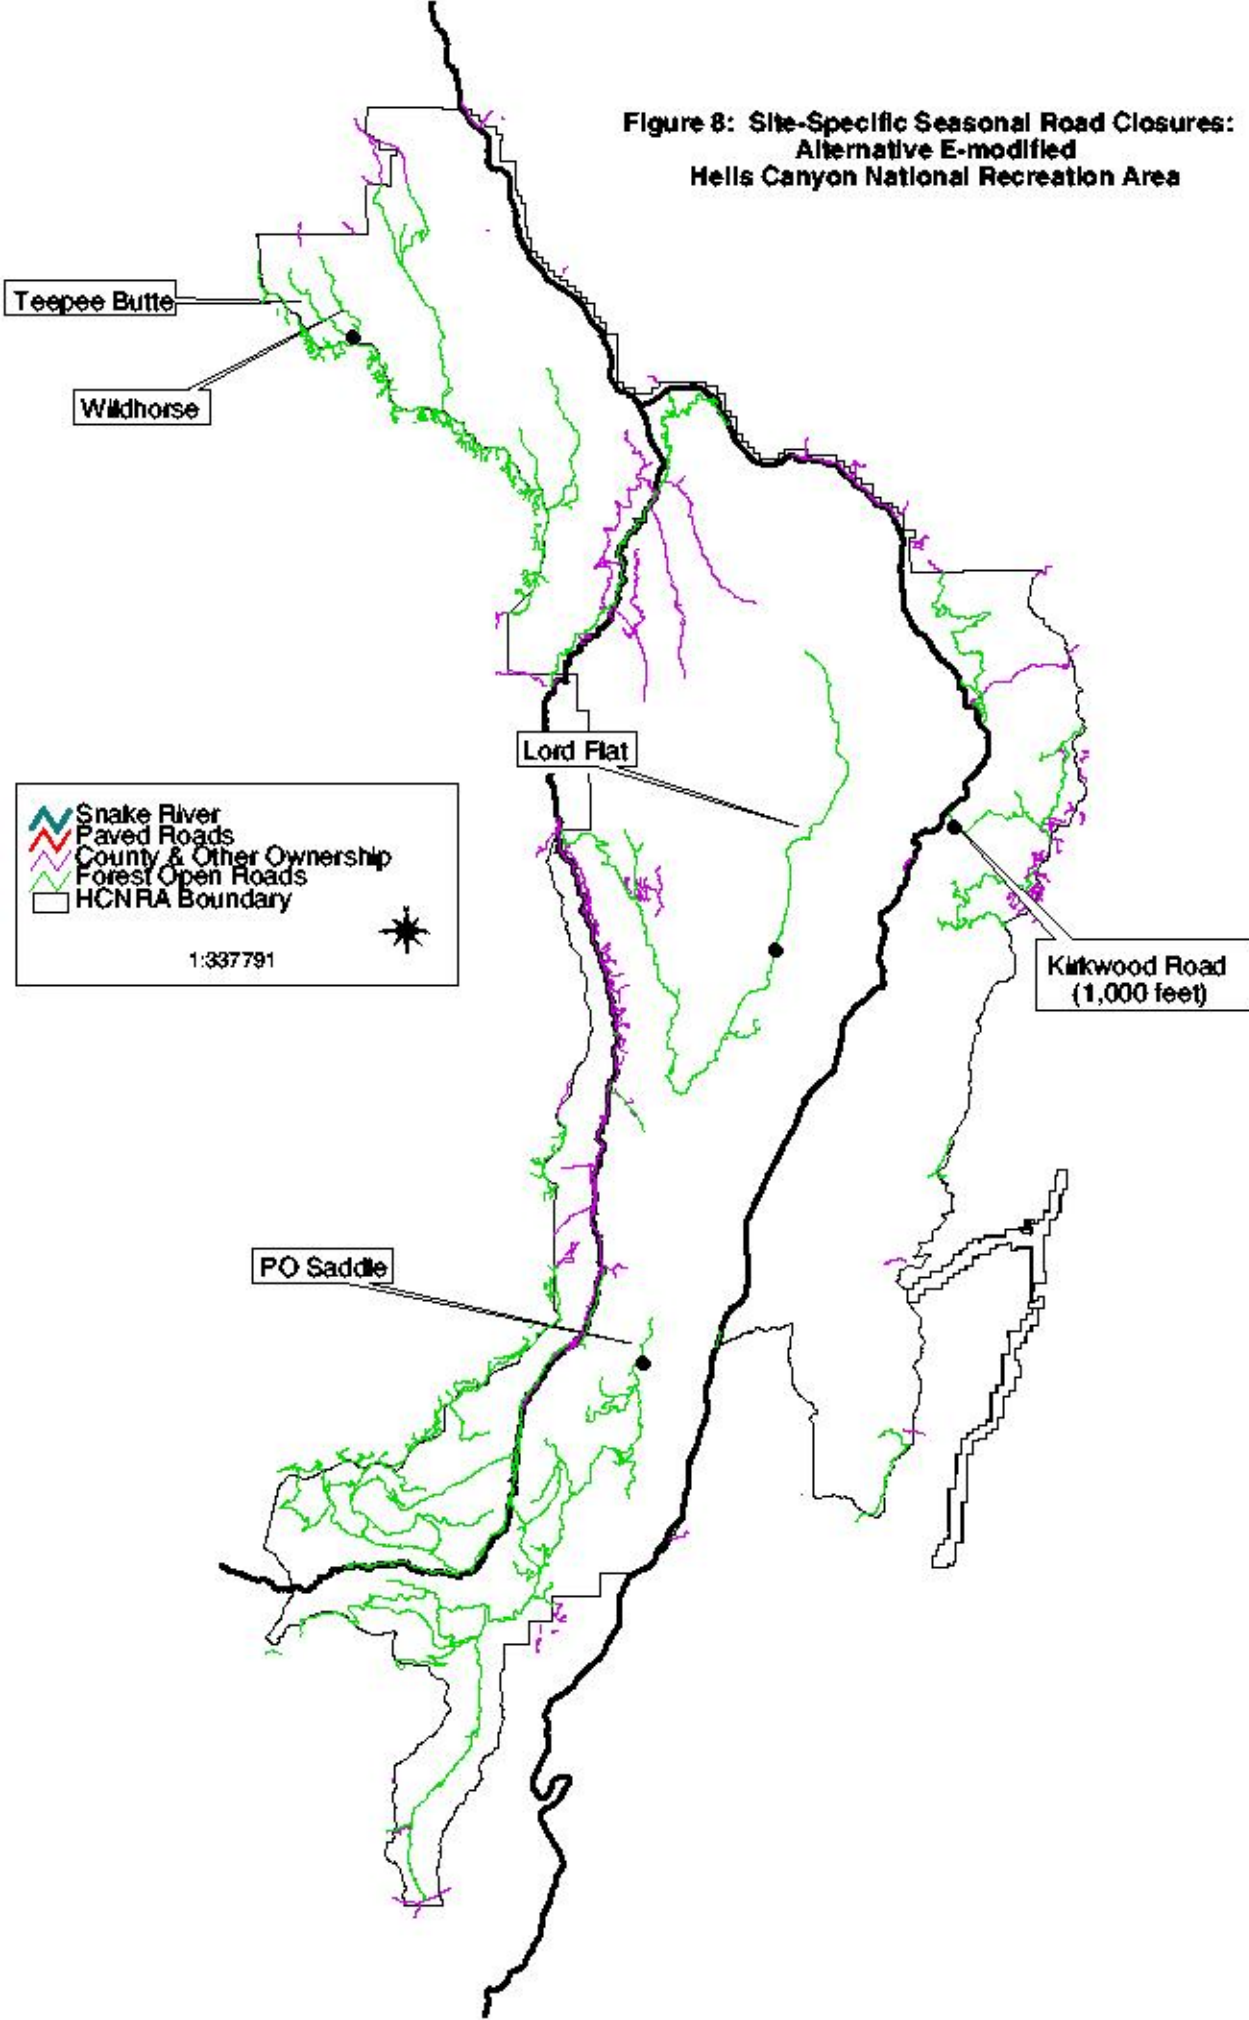 Figure 8: Site-Specific Seasonal Road Closures:
Alternative E-modified
Hells Canyon National Recreation Area
Teepee Butte
Wildhorse
Lord Flat
Snake River
Paved Roads
County & Other Ownership
Forest Open Roads
HCNRA Boundary
1:337791
Kirkwood Road
(1,000 feet)
PO Saddle